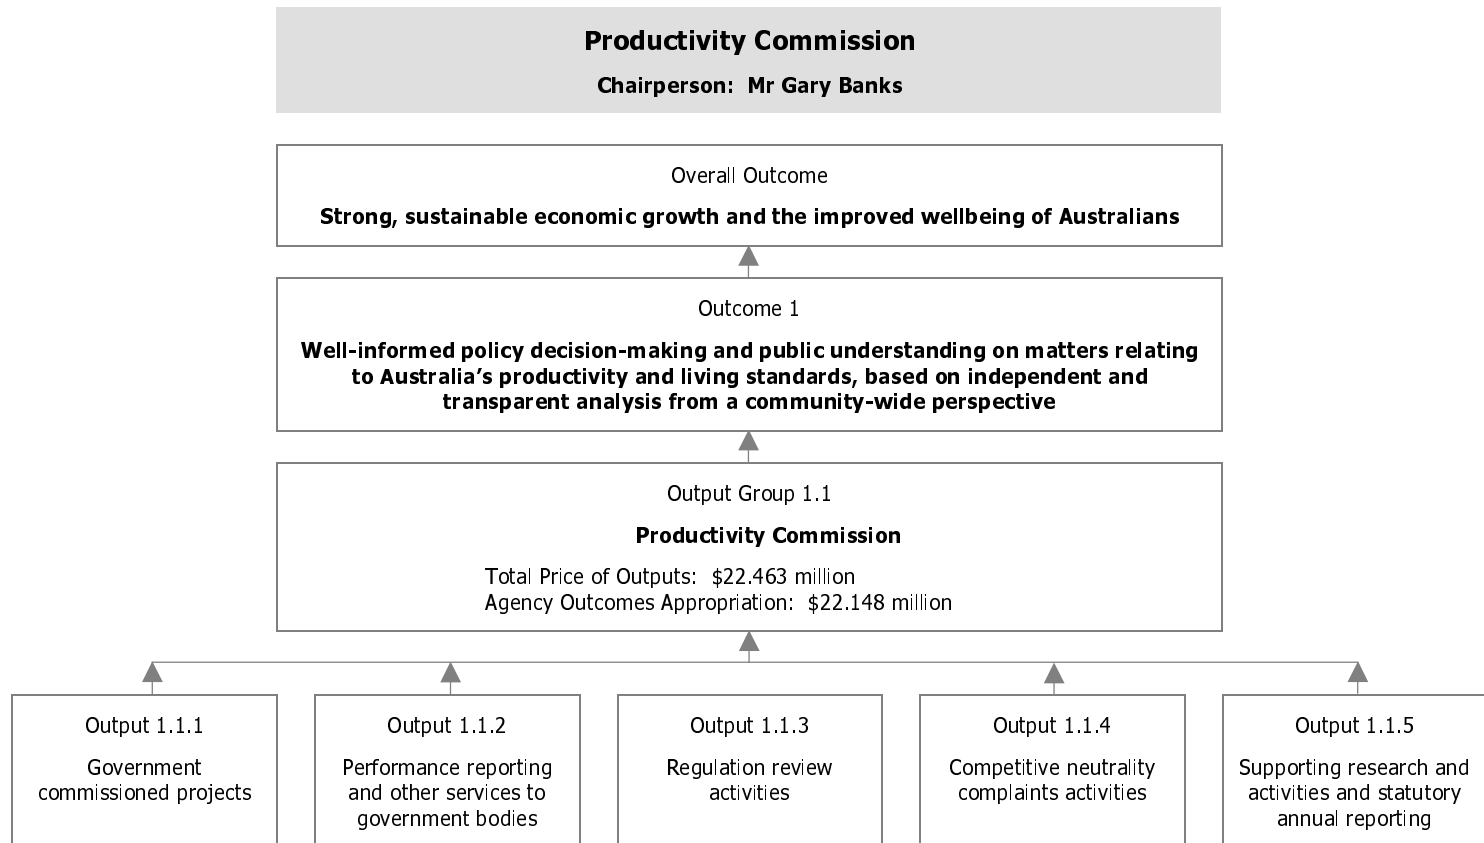 Productivity Commission
Chairperson: Mr Gary Banks
Overall Outcome
Strong, sustainable economic growth and the improved wellbeing of Australians
Outcome 1
Well-informed policy decision-making and public understanding on matters relating
to Australia’s productivity and living standards, based on independent and
transparent analysis from a community-wide perspective
Output Group 1.1
Productivity Commission
Total Price of Outputs: $22.463 million
Agency Outcomes Appropriation: $22.148 million
Output 1.1.1
Government
commissioned projects
Output 1.1.2
Performance reporting
and other services to
government bodies
Output 1.1.3
Regulation review
activities
Output 1.1.4
Competitive neutrality
complaints activities
Output 1.1.5
Supporting research and
activities and statutory
annual reporting